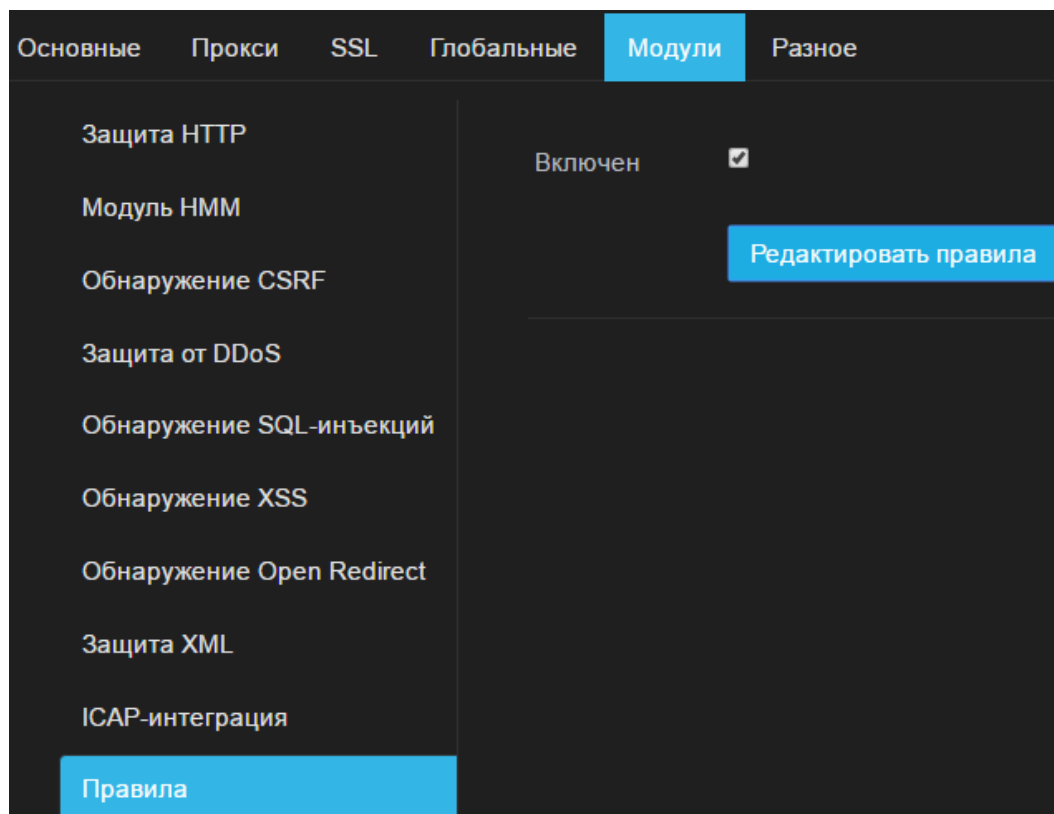 Основные Прокси SSL Глобальные Модули Разное
Защита HTTP
Включен
Модуль HMM
Редактировать правила
Обнаружение CSRF
Защита от DDoS
Обнаружение SQL-инъекций
Обнаружение XSS
Обнаружение Open Redirect
Защита XML
ICAP-интеграция
Правила